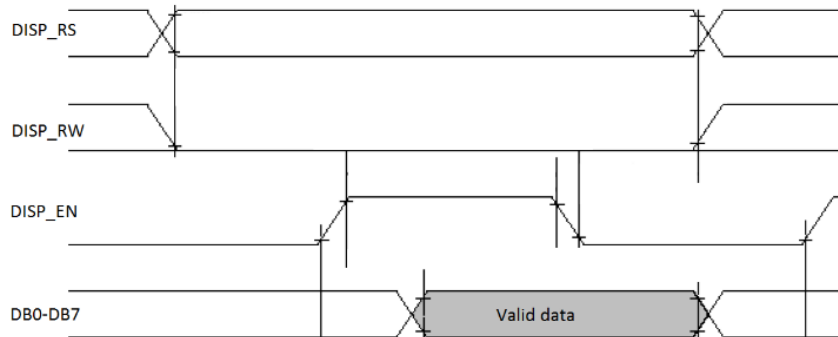 DISP_RS
DISP_RW
DISP_EN
DB0-DB7
Valid data